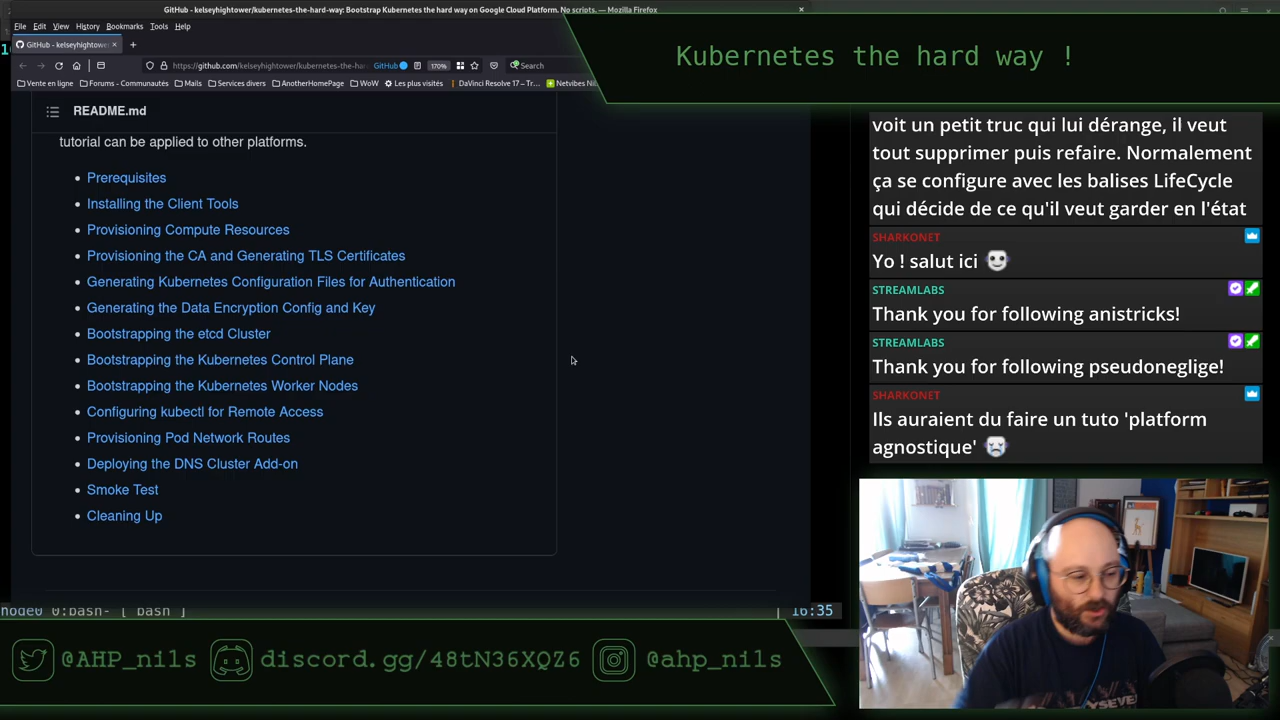 GitHub - kelseyhightower/kubernetes-the-hard-way: Bootstrap Kubernetes the hard way on Google Cloud Platform. No scripts. — Mozilla Firefox
File Edit View History Bookmarks Tools Help
GitHub - kelseyhightower
https://github.com/kelseyhightower/kubernetes-the-har
GitHub
170%
Search
Vente en ligne Forums - Communautés Mails Services divers AnotherHomePage WoW Les plus visités DaVinci Resolve 17 – Tr… Netvibes
Kubernetes the hard way !
README.md
tutorial can be applied to other platforms.
Prerequisites
Installing the Client Tools
Provisioning Compute Resources
Provisioning the CA and Generating TLS Certificates
Generating Kubernetes Configuration Files for Authentication
Generating the Data Encryption Config and Key
Bootstrapping the etcd Cluster
Bootstrapping the Kubernetes Control Plane
Bootstrapping the Kubernetes Worker Nodes
Configuring kubectl for Remote Access
Provisioning Pod Network Routes
Deploying the DNS Cluster Add-on
Smoke Test
Cleaning Up
voit un petit truc qui lui dérange, il veut
tout supprimer puis refaire. Normalement
ça se configure avec les balises LifeCycle
qui décide de ce qu'il veut garder en l'état
SHARKONET
Yo ! salut ici
STREAMLABS
Thank you for following anistricks!
STREAMLABS
Thank you for following pseudoneglige!
SHARKONET
Ils auraient du faire un tuto 'platform
agnostique'
node0 0:bash- [ bash ] | 16:35
@AHP_nils discord.gg/48tN36XQZ6 @ahp_nils